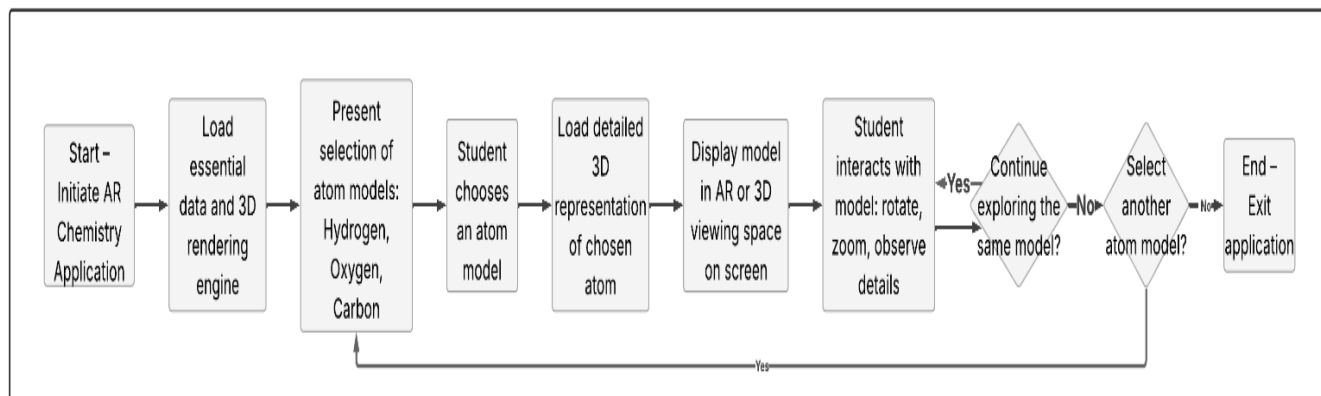 Start –
Initiate AR
Chemistry
Application
Load
essential
data and 3D
rendering
engine
Present
selection of
atom models:
Hydrogen,
Oxygen,
Carbon
Student
chooses
an atom
model
Load detailed
3D
representation
of chosen
atom
Display model
in AR or 3D
viewing space
on screen
Student
interacts with
model: rotate,
zoom, observe
details
Yes
Continue
exploring the
same model?
No
Select
another
atom model?
No
End –
Exit
application
Yes